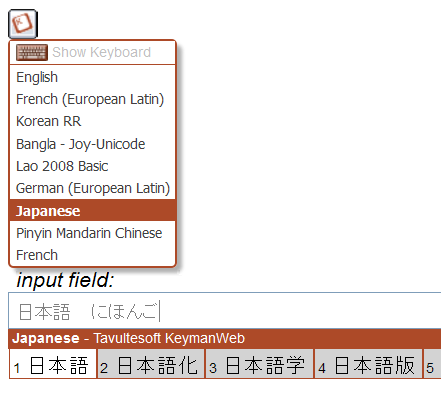 Show Keyboard
English
French (European Latin)
Korean RR
Bangla - Joy-Unicode
Lao 2008 Basic
German (European Latin)
Japanese
Pinyin Mandarin Chinese
French
input field:
日本語　にほんご
Japanese - Tavultesoft KeymanWeb
1 日本語 2 日本語化 3 日本語学 4 日本語版 5